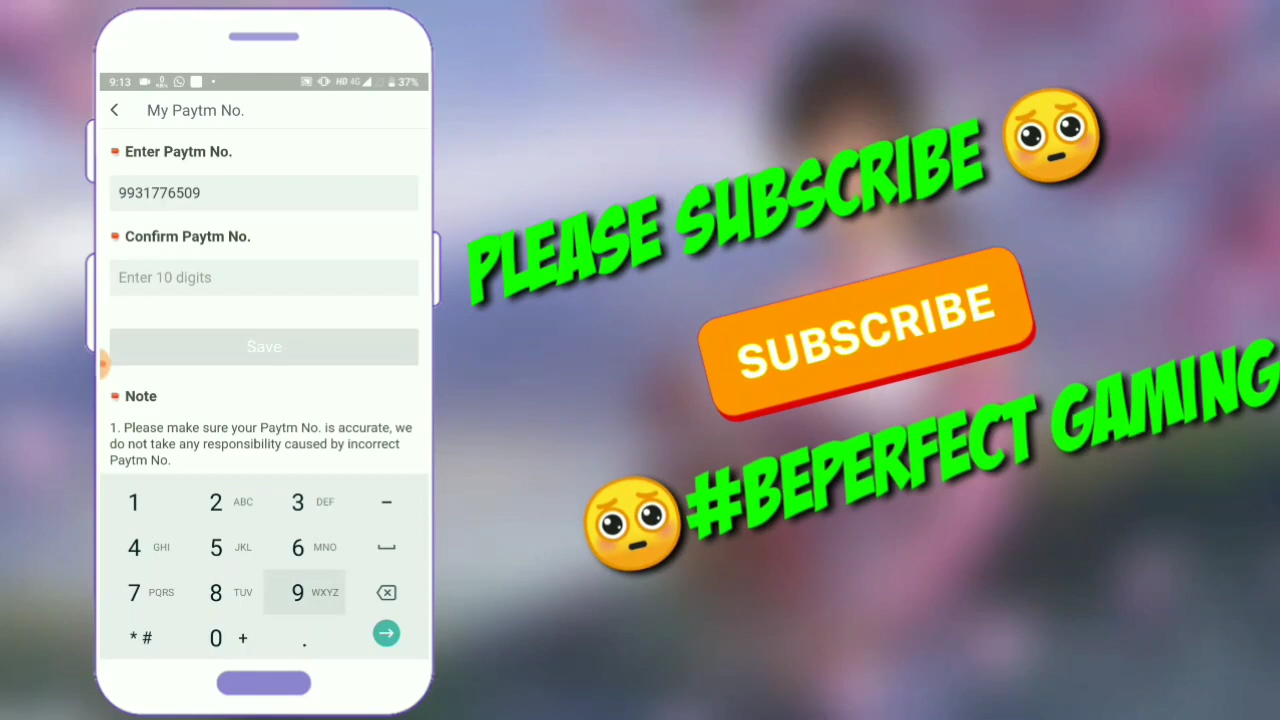 9:13
HD 4G 37%
My Paytm No.
Enter Paytm No.
9931776509
Confirm Paytm No.
Enter 10 digits
Save
Note
1. Please make sure your Paytm No. is accurate, we
do not take any responsibility caused by incorrect
Paytm No.
1 2 ABC 3 DEF -
4 GHI 5 JKL 6 MNO
7 PQRS 8 TUV 9 WXYZ
* # 0 + .
PLEASE SUBSCRIBE
SUBSCRIBE
#BEPERFECT GAMING